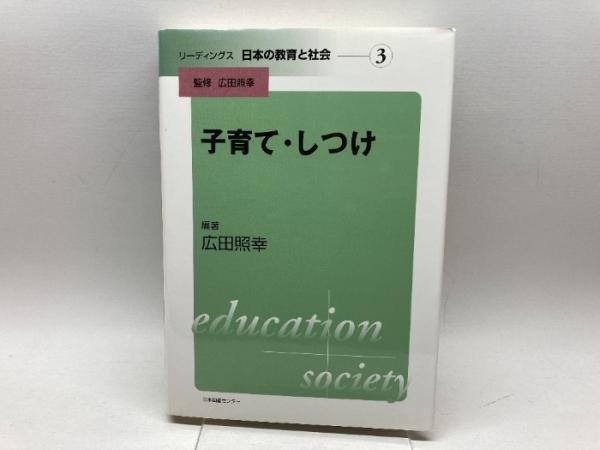 リーディングス 日本の教育と社会 3
監修 広田照幸
子育て・しつけ
編著
広田照幸
education
society
日本図書センター